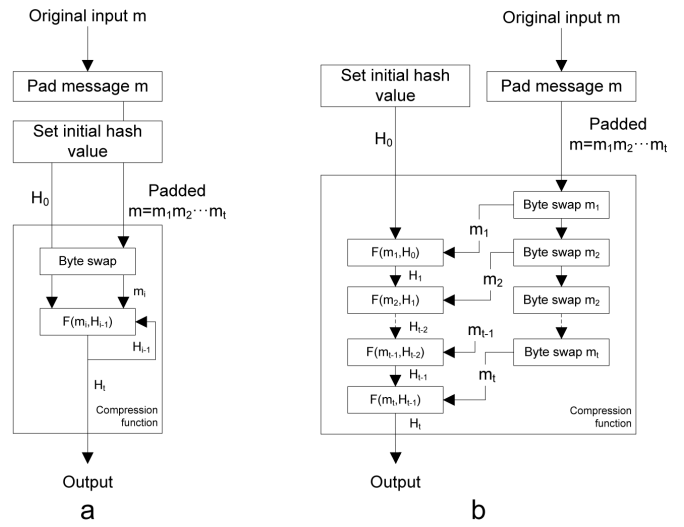 Original input m
Pad message m
Set initial hash
value
H₀
Padded
m=m₁m₂⋯mₜ
Byte swap
mᵢ
F(mᵢ,Hᵢ₋₁)
Hᵢ₋₁
Hₜ
Compression
function
Output
a
Original input m
Set initial hash
value
Pad message m
H₀
Padded
m=m₁m₂⋯mₜ
Byte swap m₁
m₁
F(m₁,H₀)
Byte swap m₂
H₁
m₂
F(m₂,H₁)
Byte swap m₂
Hₜ₋₂
mₜ₋₁
F(mₜ₋₁,Hₜ₋₂)
Byte swap mₜ
Hₜ₋₁
mₜ
F(mₜ,Hₜ₋₁)
Hₜ
Compression
function
Output
b